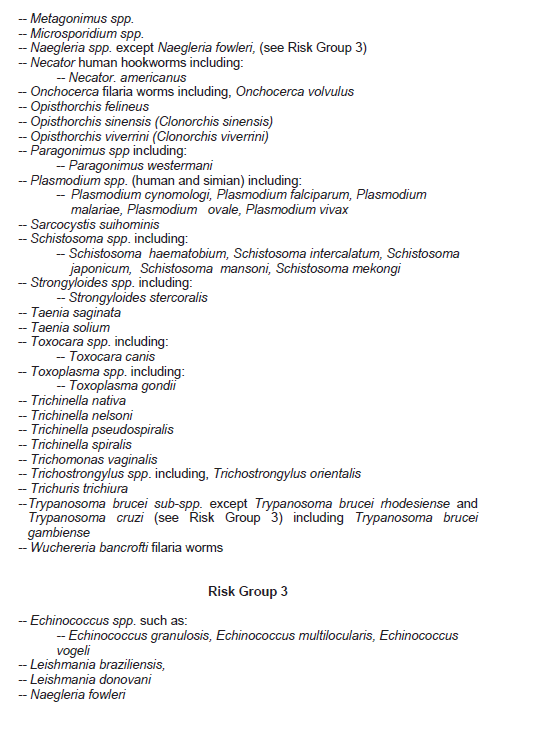 -- Metagonimus spp.
-- Microsporidium spp.
-- Naegleria spp. except Naegleria fowleri, (see Risk Group 3)
-- Necator human hookworms including:
-- Necator. americanus
-- Onchocerca filaria worms including, Onchocerca volvulus
-- Opisthorchis felineus
-- Opisthorchis sinensis (Clonorchis sinensis)
-- Opisthorchis viverrini (Clonorchis viverrini)
-- Paragonimus spp including:
-- Paragonimus westermani
-- Plasmodium spp. (human and simian) including:
-- Plasmodium cynomologi, Plasmodium falciparum, Plasmodium
malariae, Plasmodium ovale, Plasmodium vivax
-- Sarcocystis suihominis
-- Schistosoma spp. including:
-- Schistosoma haematobium, Schistosoma intercalatum, Schistosoma
japonicum, Schistosoma mansoni, Schistosoma mekongi
-- Strongyloides spp. including:
-- Strongyloides stercoralis
-- Taenia saginata
-- Taenia solium
-- Toxocara spp. including:
-- Toxocara canis
-- Toxoplasma spp. including:
-- Toxoplasma gondii
-- Trichinella nativa
-- Trichinella nelsoni
-- Trichinella pseudospiralis
-- Trichinella spiralis
-- Trichomonas vaginalis
-- Trichostrongylus spp. including, Trichostrongylus orientalis
-- Trichuris trichiura
--Trypanosoma brucei sub-spp. except Trypanosoma brucei rhodesiense and
Trypanosoma cruzi (see Risk Group 3) including Trypanosoma brucei
gambiense
-- Wuchereria bancrofti filaria worms
Risk Group 3
-- Echinococcus spp. such as:
-- Echinococcus granulosis, Echinococcus multilocularis, Echinococcus
vogeli
-- Leishmania braziliensis,
-- Leishmania donovani
-- Naegleria fowleri